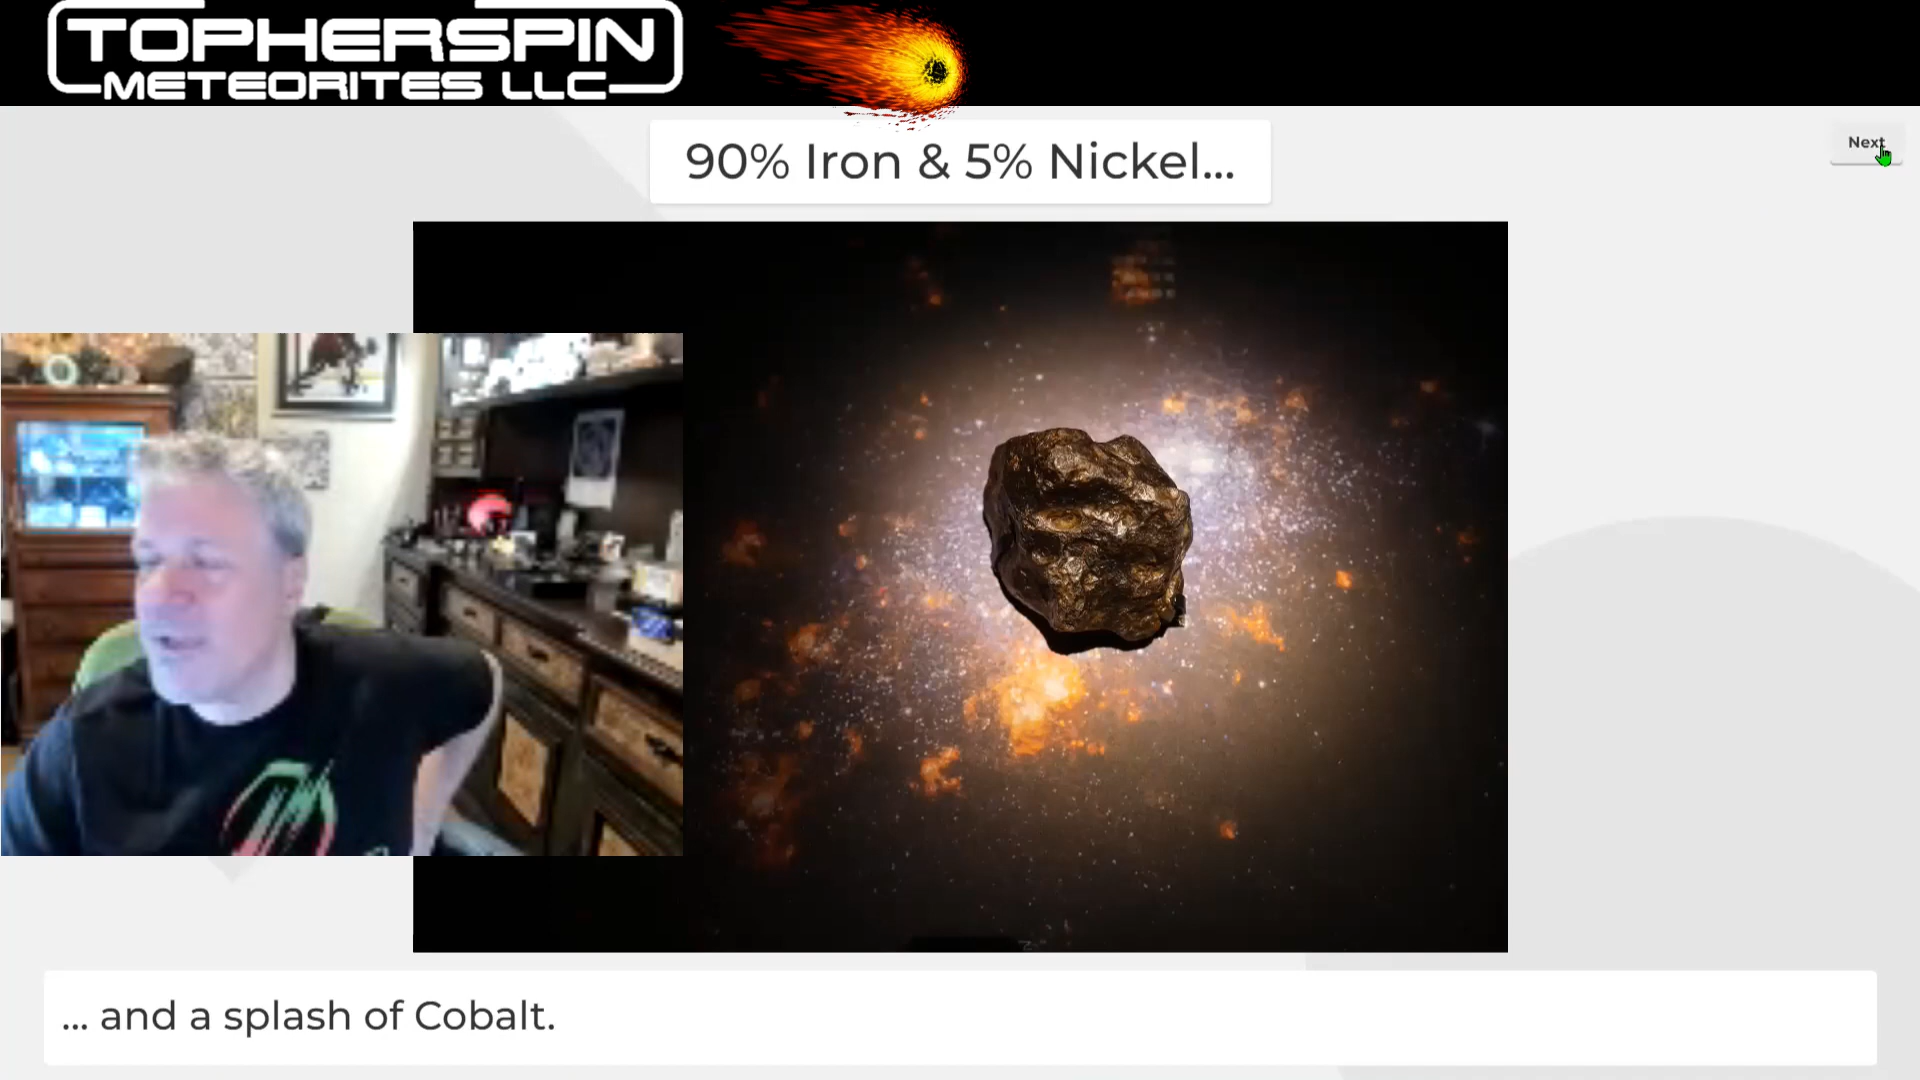 TOPHERSPIN
METEORITES LLC
90% Iron & 5% Nickel...
Next
... and a splash of Cobalt.